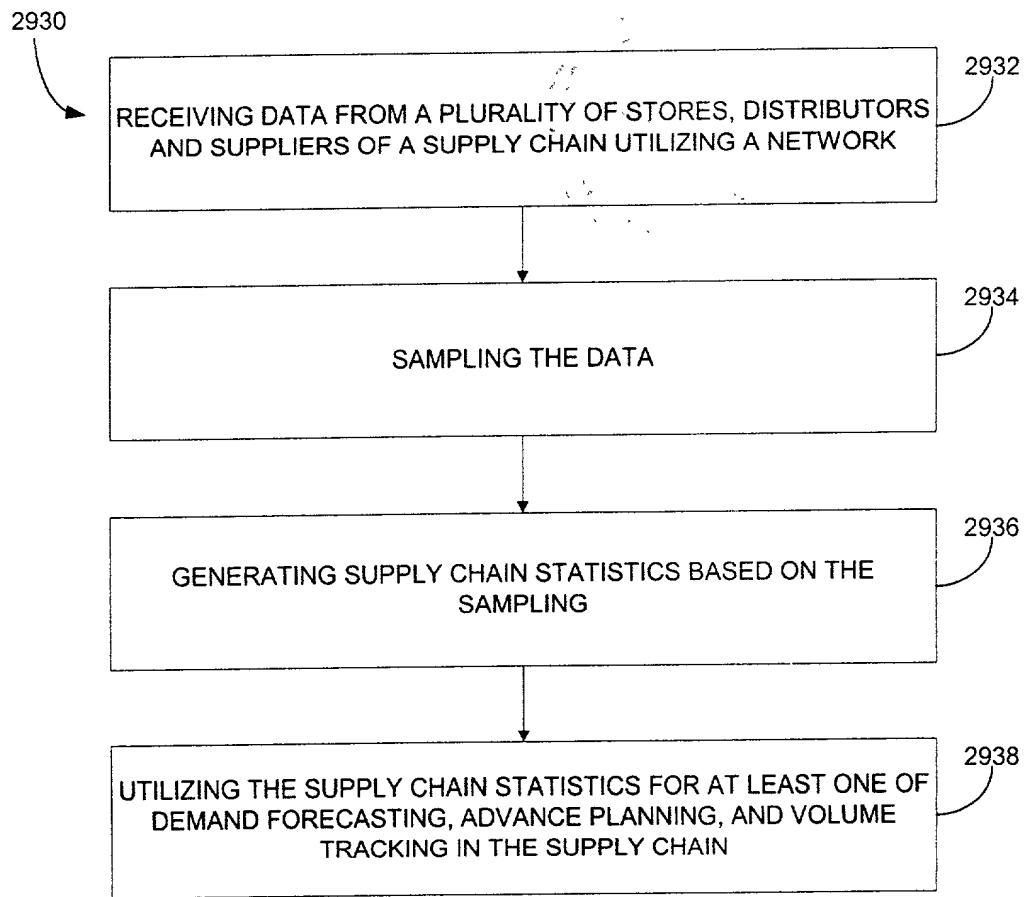 2930
2932
RECEIVING DATA FROM A PLURALITY OF STORES, DISTRIBUTORS
AND SUPPLIERS OF A SUPPLY CHAIN UTILIZING A NETWORK
2934
SAMPLING THE DATA
2936
GENERATING SUPPLY CHAIN STATISTICS BASED ON THE
SAMPLING
2938
UTILIZING THE SUPPLY CHAIN STATISTICS FOR AT LEAST ONE OF
DEMAND FORECASTING, ADVANCE PLANNING, AND VOLUME
TRACKING IN THE SUPPLY CHAIN